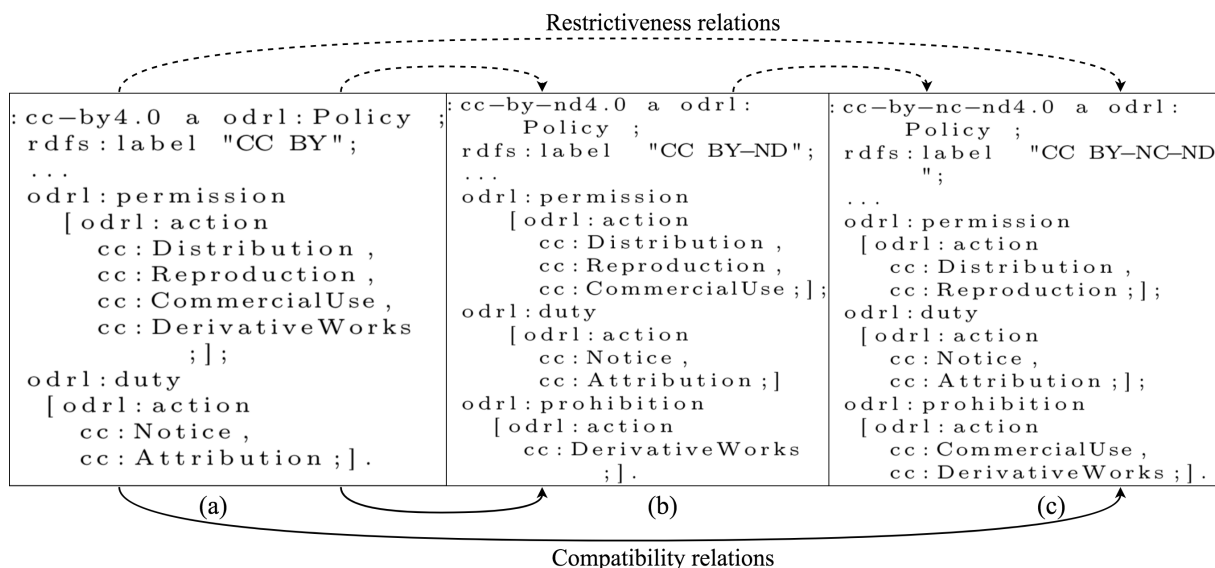 Restrictiveness relations
:cc-by4.0 a odrl:Policy ;
rdfs:label "CC BY";
...
odrl:permission
[odrl:action
cc:Distribution,
cc:Reproduction,
cc:CommercialUse,
cc:DerivativeWorks
;];
odrl:duty
[odrl:action
cc:Notice,
cc:Attribution;].
(a)
:cc-by-nd4.0 a odrl:
Policy ;
rdfs:label "CC BY-ND";
...
odrl:permission
[odrl:action
cc:Distribution,
cc:Reproduction,
cc:CommercialUse;];
odrl:duty
[odrl:action
cc:Notice,
cc:Attribution;]
odrl:prohibition
[odrl:action
cc:DerivativeWorks
;].
(b)
:cc-by-nc-nd4.0 a odrl:
Policy ;
rdfs:label "CC BY-NC-ND
";
...
odrl:permission
[odrl:action
cc:Distribution,
cc:Reproduction;];
odrl:duty
[odrl:action
cc:Notice,
cc:Attribution;];
odrl:prohibition
[odrl:action
cc:CommercialUse,
cc:DerivativeWorks;].
(c)
Compatibility relations